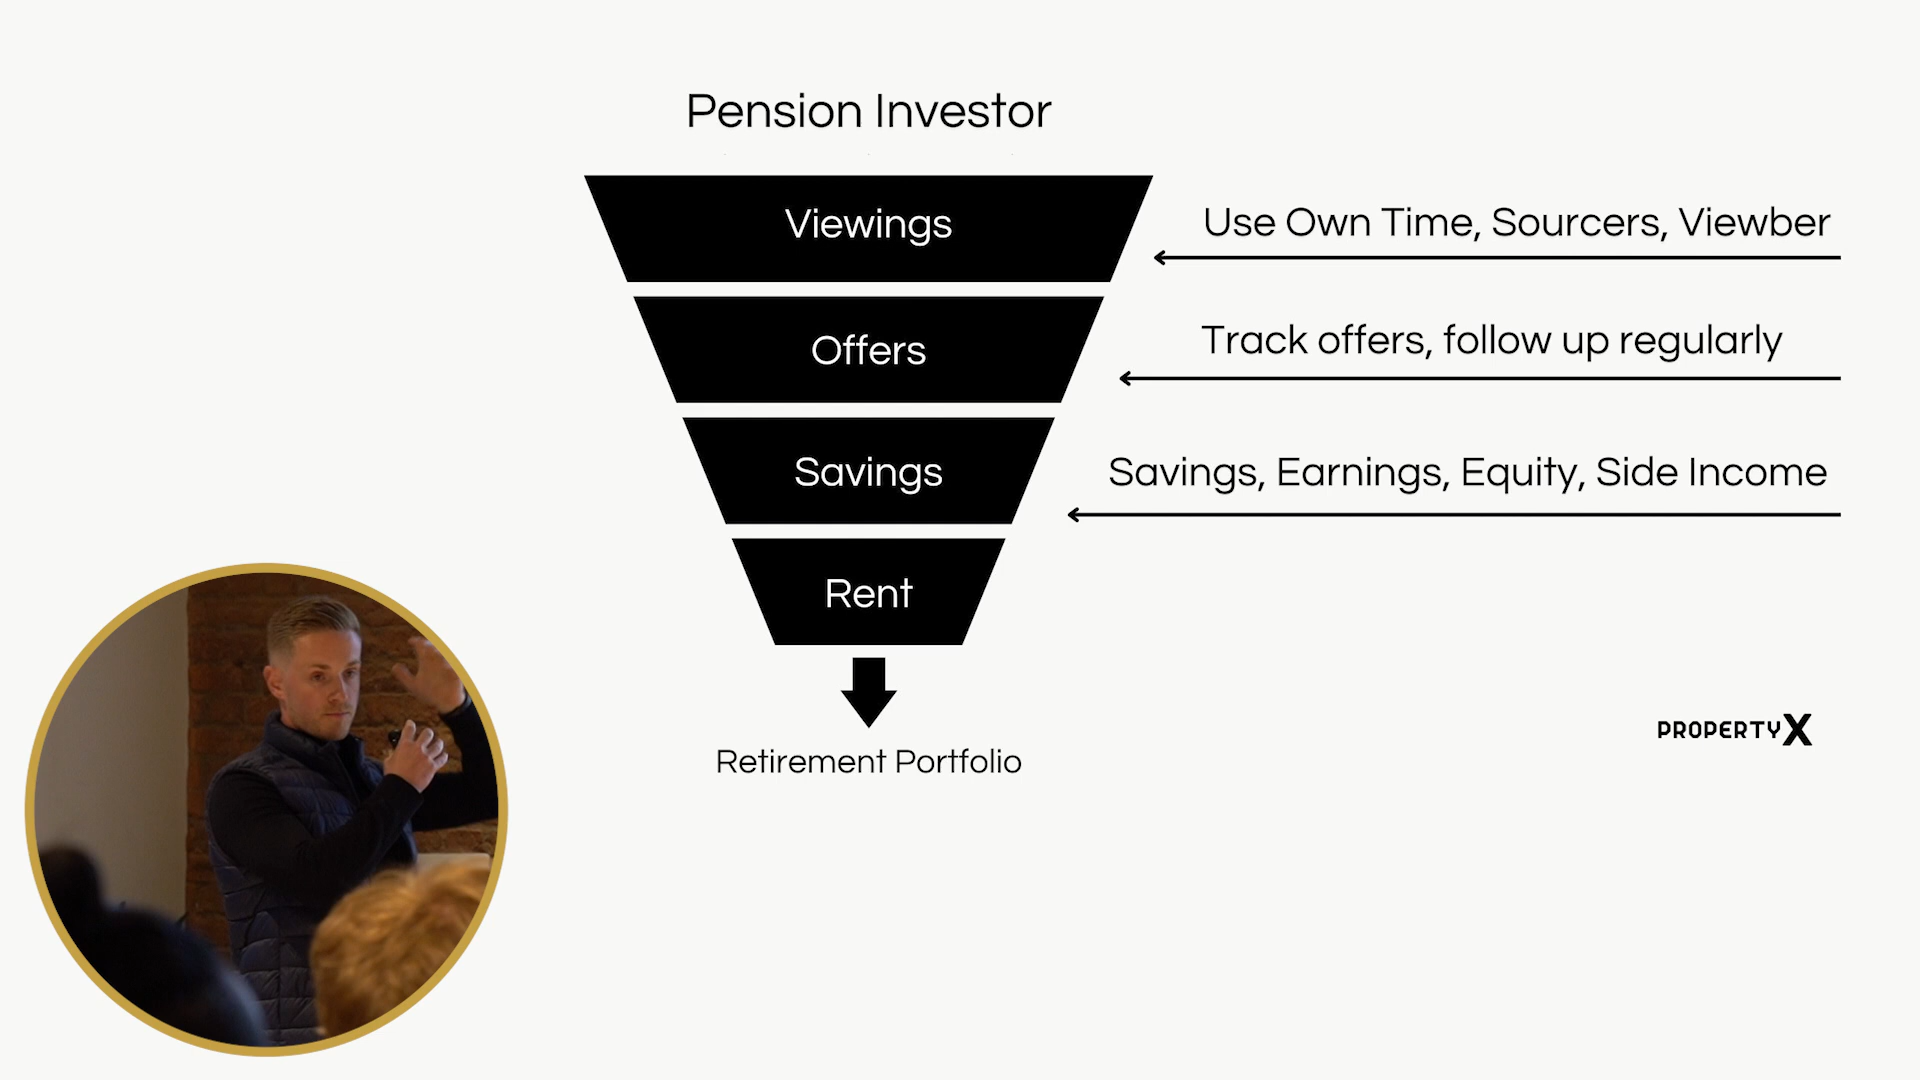 Pension Investor
Viewings
Use Own Time, Sourcers, Viewber
Offers
Track offers, follow up regularly
Savings
Savings, Earnings, Equity, Side Income
Rent
Retirement Portfolio
PROPERTYX